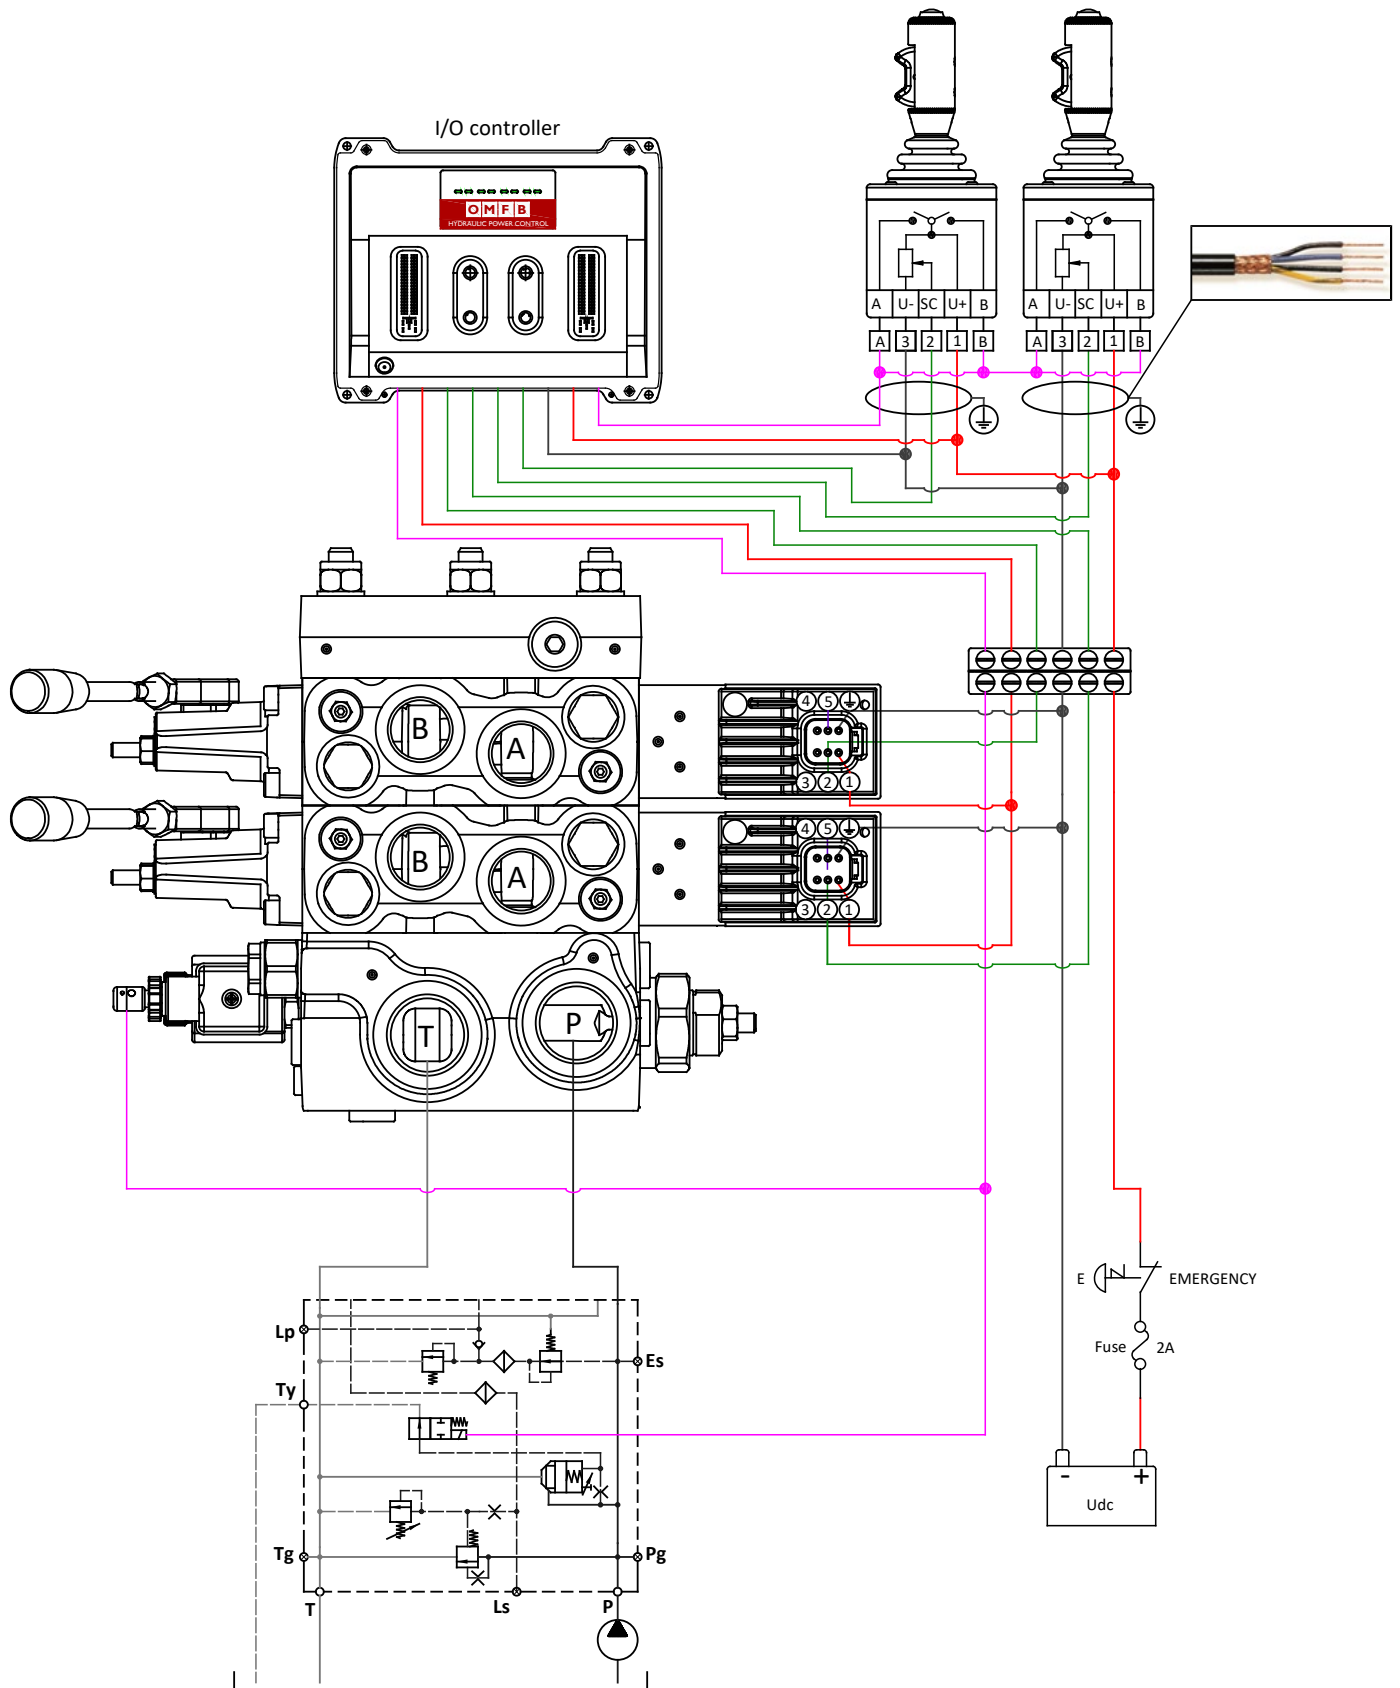 I/O controller
OMFB
HYDRAULIC POWER CONTROL
A U- SC U+ B
A 3 2 1 B
A U- SC U+ B
A 3 2 1 B
B A
4 5
3 2 1
B A
4 5
3 2 1
T P
E EMERGENCY
Fuse 2A
- +
Udc
Lp
Es
Ty
Tg
Pg
T Ls P